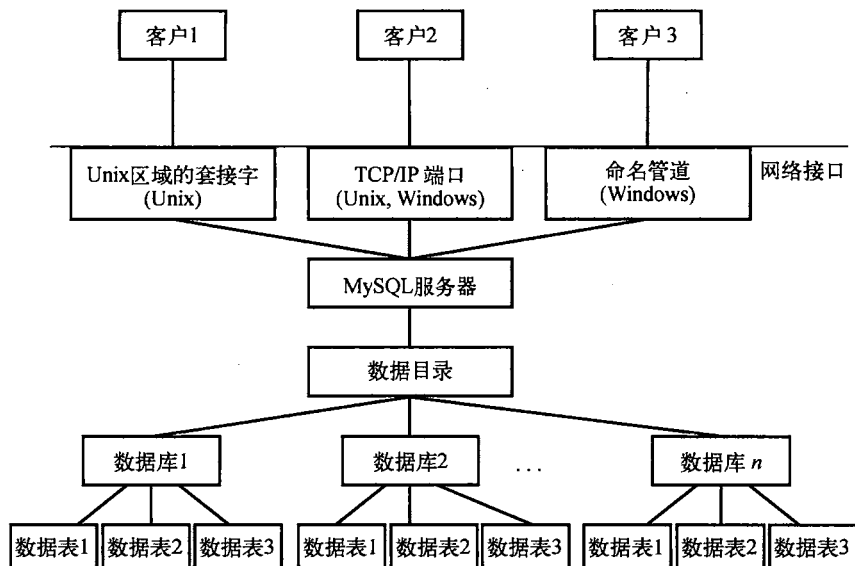 客户1
客户2
客户3
Unix区域的套接字
(Unix)
TCP/IP 端口
(Unix, Windows)
命名管道
(Windows)
网络接口
MySQL服务器
数据目录
数据库1
数据库2
...
数据库 n
数据表1
数据表2
数据表3
数据表1
数据表2
数据表3
数据表1
数据表2
数据表3